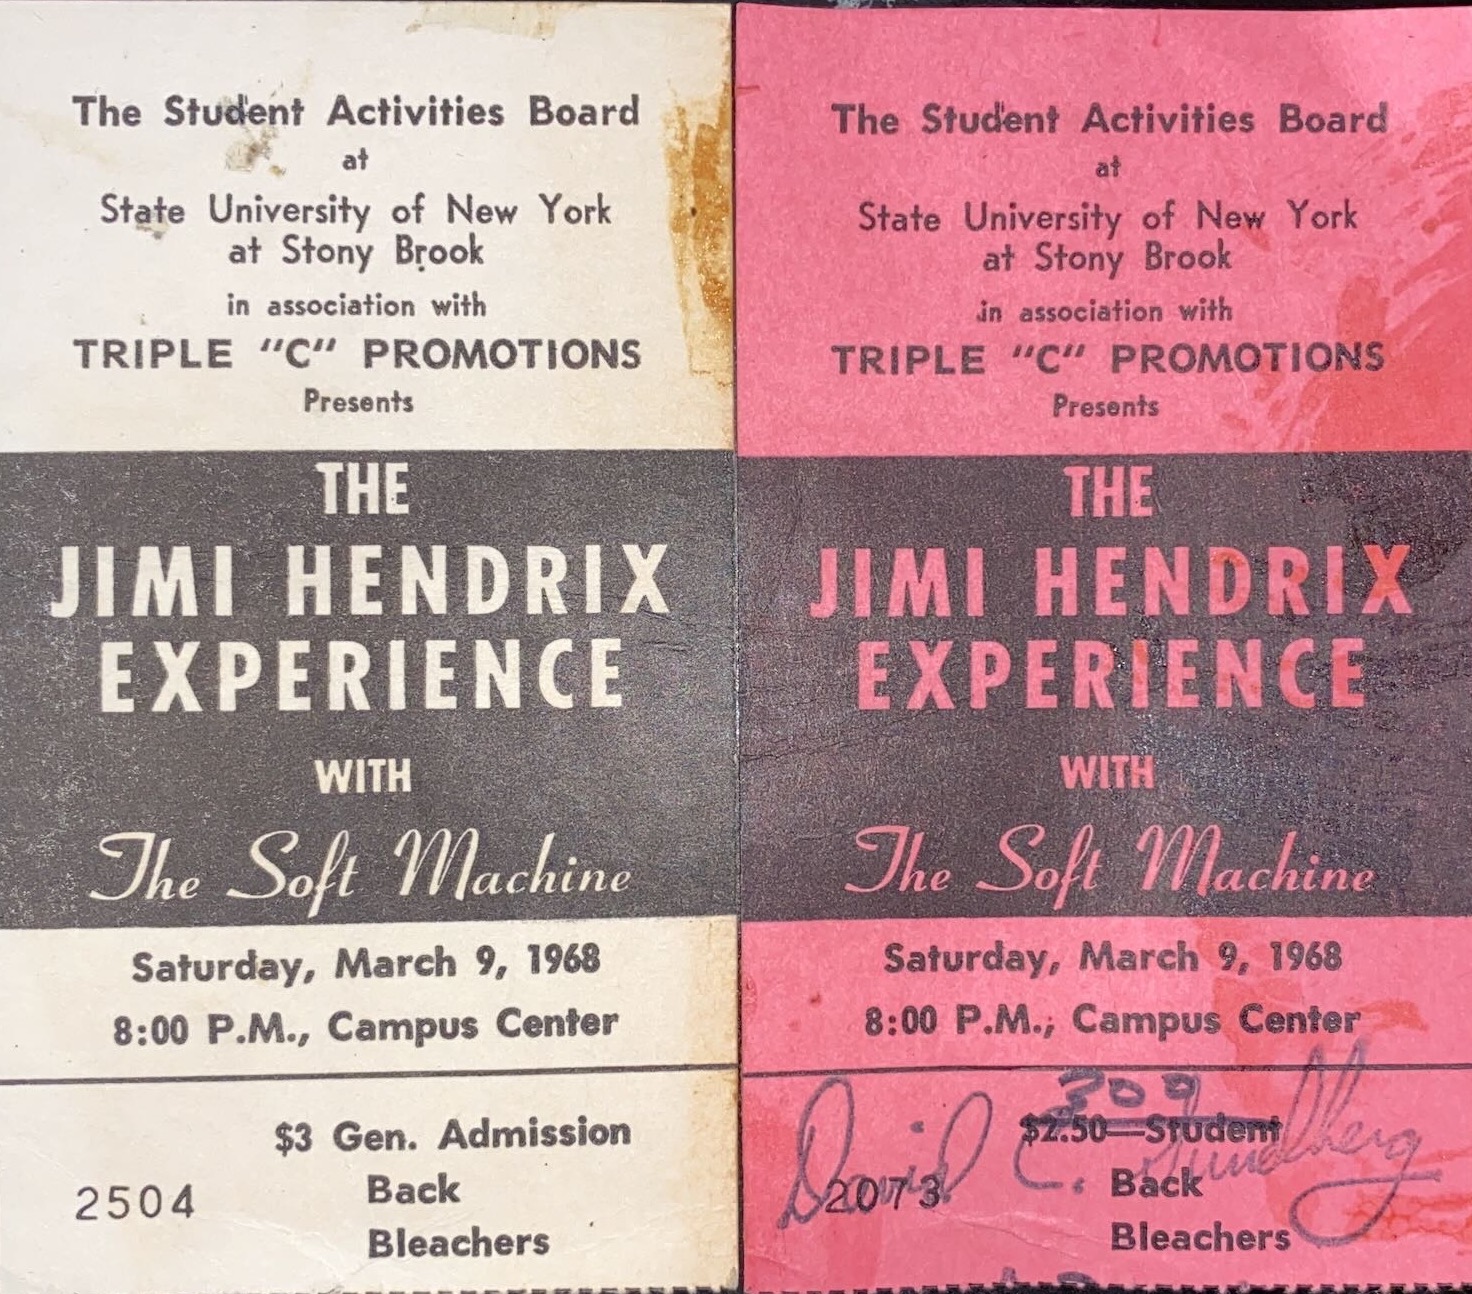 The Student Activities Board
at
State University of New York
at Stony Brook
in association with
TRIPLE "C" PROMOTIONS
Presents
THE
JIMI HENDRIX
EXPERIENCE
WITH
The Soft Machine
Saturday, March 9, 1968
8:00 P.M., Campus Center
$3 Gen. Admission
2504
Back
Bleachers
The Student Activities Board
at
State University of New York
at Stony Brook
in association with
TRIPLE "C" PROMOTIONS
Presents
THE
JIMI HENDRIX
EXPERIENCE
WITH
The Soft Machine
Saturday, March 9, 1968
8:00 P.M., Campus Center
300
$2.50—Student
David C.
2073
Back
Bleachers